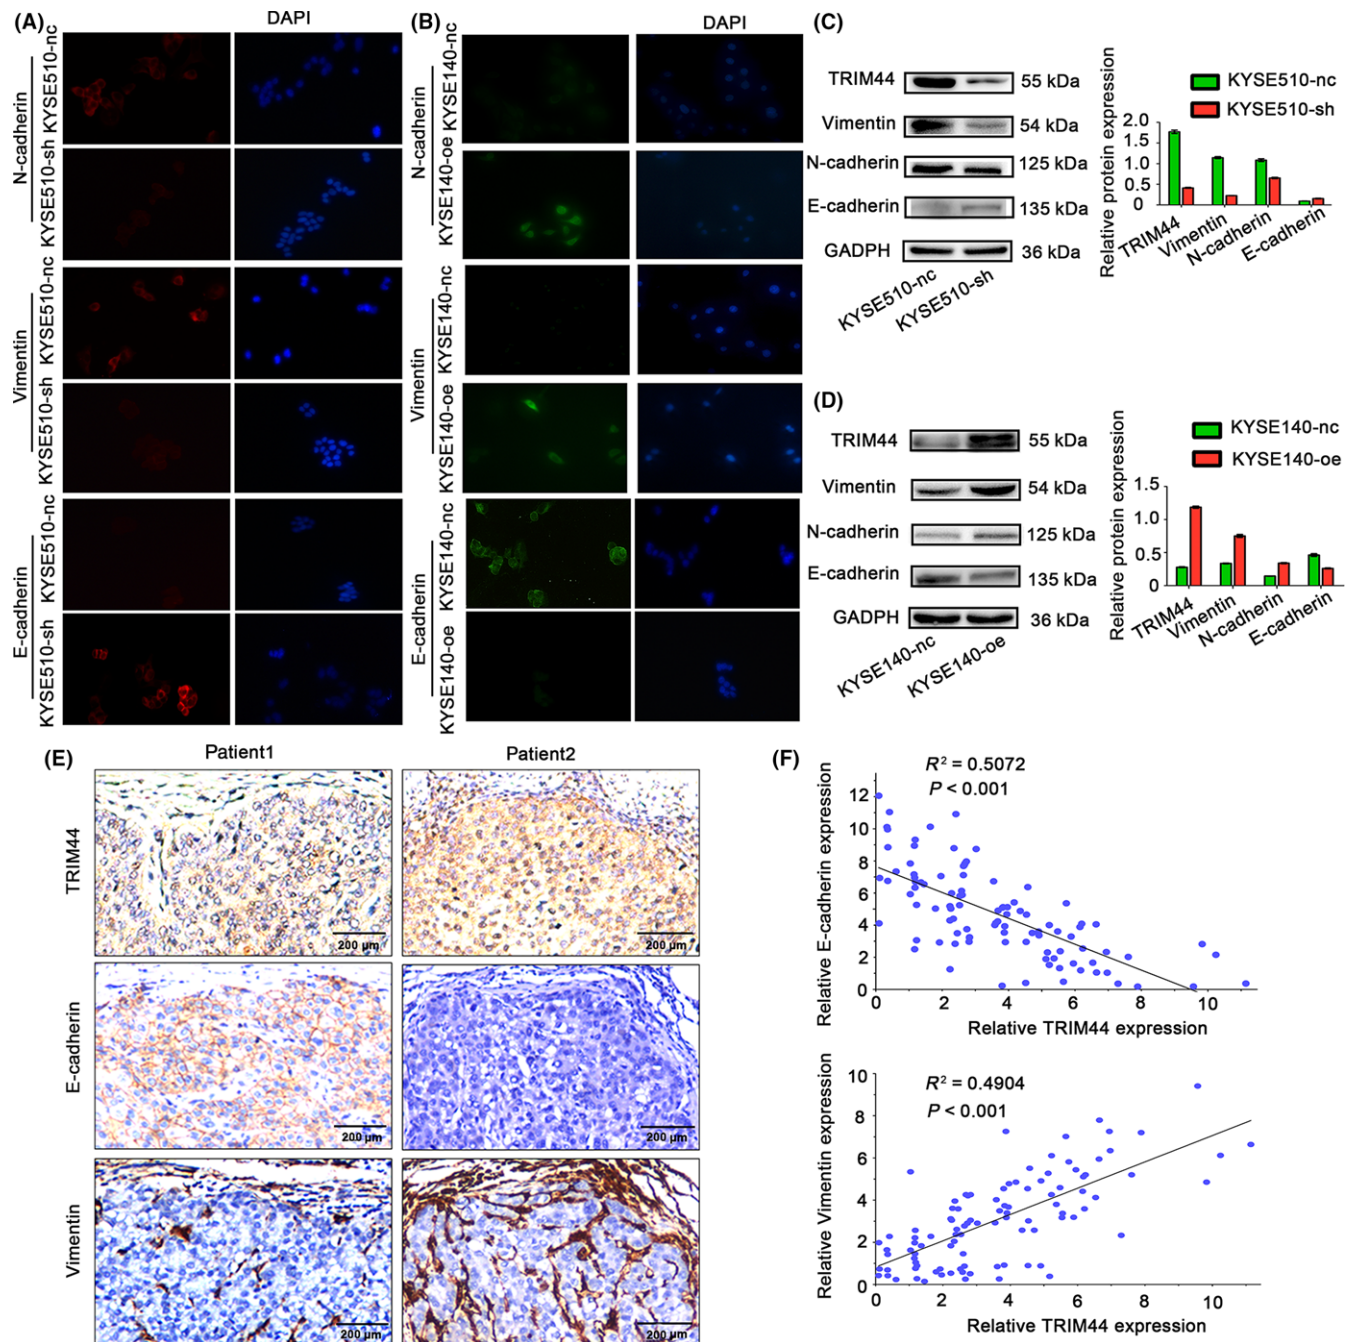 (A)
DAPI
N-cadherin
KYSE510-nc
KYSE510-sh
Vimentin
KYSE510-nc
KYSE510-sh
E-cadherin
KYSE510-nc
KYSE510-sh
(B)
DAPI
N-cadherin
KYSE140-nc
KYSE140-oe
Vimentin
KYSE140-nc
KYSE140-oe
E-cadherin
KYSE140-nc
KYSE140-oe
(C)
TRIM44 55 kDa
Vimentin 54 kDa
N-cadherin 125 kDa
E-cadherin 135 kDa
GADPH 36 kDa
KYSE510-nc
KYSE510-sh
KYSE510-nc
KYSE510-sh
Relative protein expression
2.0
1.5
1.0
0.5
0
TRIM44
Vimentin
N-cadherin
E-cadherin
(D)
TRIM44 55 kDa
Vimentin 54 kDa
N-cadherin 125 kDa
E-cadherin 135 kDa
GADPH 36 kDa
KYSE140-nc
KYSE140-oe
KYSE140-nc
KYSE140-oe
Relative protein expression
1.5
1.0
0.5
0
TRIM44
Vimentin
N-cadherin
E-cadherin
(E)
Patient1 Patient2
TRIM44
200 µm 200 µm
E-cadherin
200 µm 200 µm
Vimentin
200 µm 200 µm
(F)
R² = 0.5072
P < 0.001
Relative E-cadherin expression
12
10
8
6
4
2
0
0 2 4 6 8 10
Relative TRIM44 expression
R² = 0.4904
P < 0.001
Relative Vimentin expression
10
8
6
4
2
0
0 2 4 6 8 10
Relative TRIM44 expression